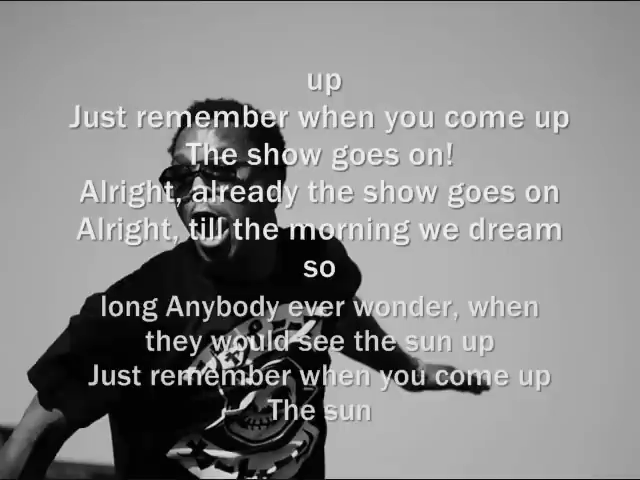 up
Just remember when you come up
The show goes on!
Alright, already the show goes on
Alright, till the morning we dream
so
long Anybody ever wonder, when
they would see the sun up
Just remember when you come up
The sun